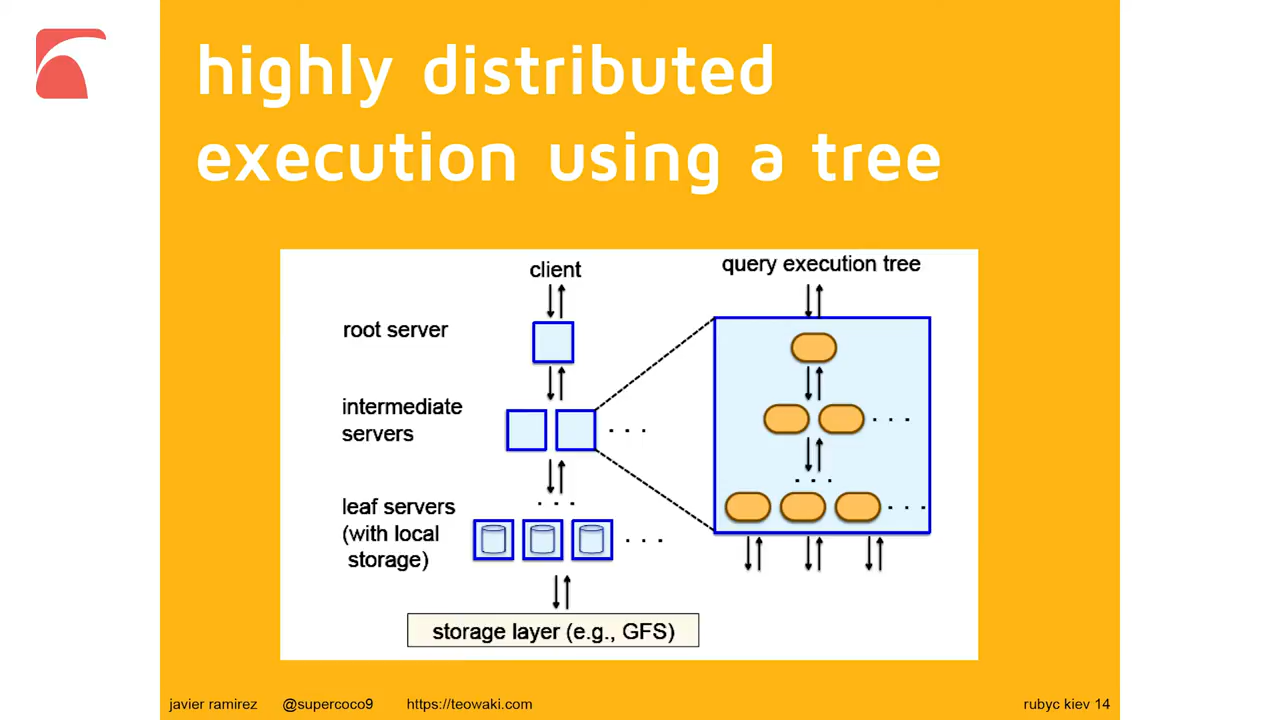 highly distributed
execution using a tree
client
query execution tree
root server
intermediate
servers
. . .
. . .
leaf servers
(with local
storage)
. . .
. . .
. . .
. . .
storage layer (e.g., GFS)
javier ramirez @supercoco9 https://teowaki.com rubyc kiev 14